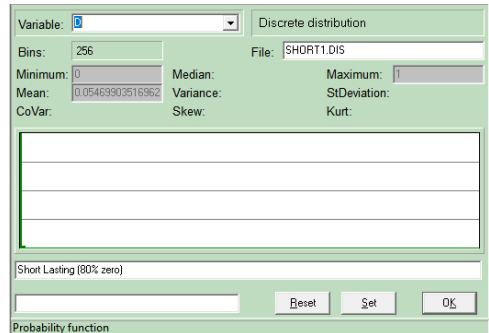 Variable: D Discrete distribution
Bins: 256 File: SHORT1.DIS
Minimum: 0 Median: Maximum: 1
Mean: 0.05469903516962 Variance: StDeviation:
CoVar: Skew: Kurt:
Short Lasting (80% zero)
Reset Set OK
Probability function